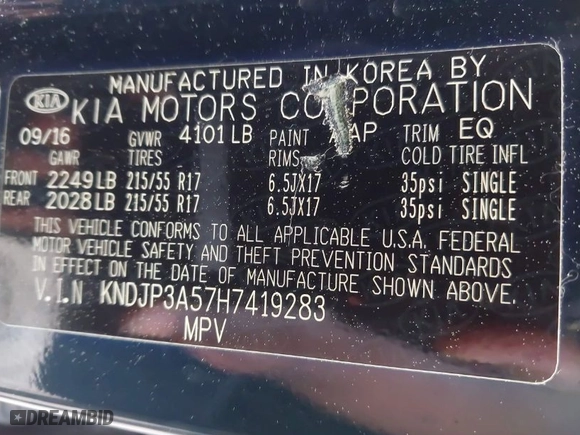 MANUFACTURED IN KOREA BY
KIA
KIA MOTORS CORPORATION
09/16 GVWR 4101 LB PAINT AP TRIM EQ
GAWR TIRES RIMS COLD TIRE INFL
FRONT 2249 LB 215/55 R17 6.5JX17 35psi SINGLE
REAR 2028 LB 215/55 R17 6.5JX17 35psi SINGLE
THIS VEHICLE CONFORMS TO ALL APPLICABLE U.S.A. FEDERAL
MOTOR VEHICLE SAFETY AND THEFT PREVENTION STANDARDS
IN EFFECT ON THE DATE OF MANUFACTURE SHOWN ABOVE.
V.I.N KNDJP3A57H7419283
MPV
DREAMBID